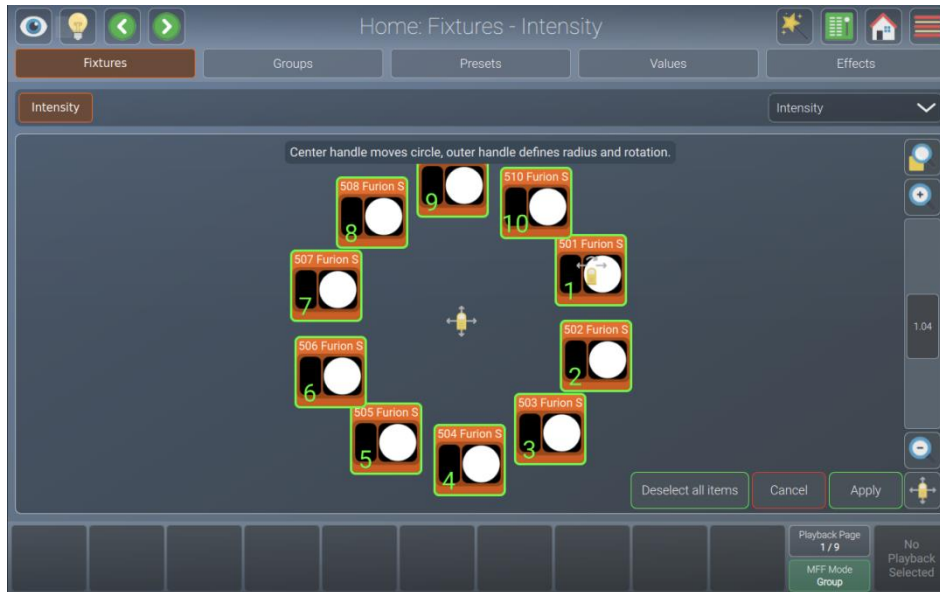 Home: Fixtures - Intensity
Fixtures
Groups
Presets
Values
Effects
Intensity
Intensity
Center handle moves circle, outer handle defines radius and rotation.
9
510 Furion S
10
508 Furion S
8
501 Furion S
1
507 Furion S
7
1.04
502 Furion S
2
506 Furion S
6
503 Furion S
3
505 Furion S
5
504 Furion S
4
Deselect all items
Cancel
Apply
Playback Page
1/9
MFF Mode
Group
No
Playback
Selected